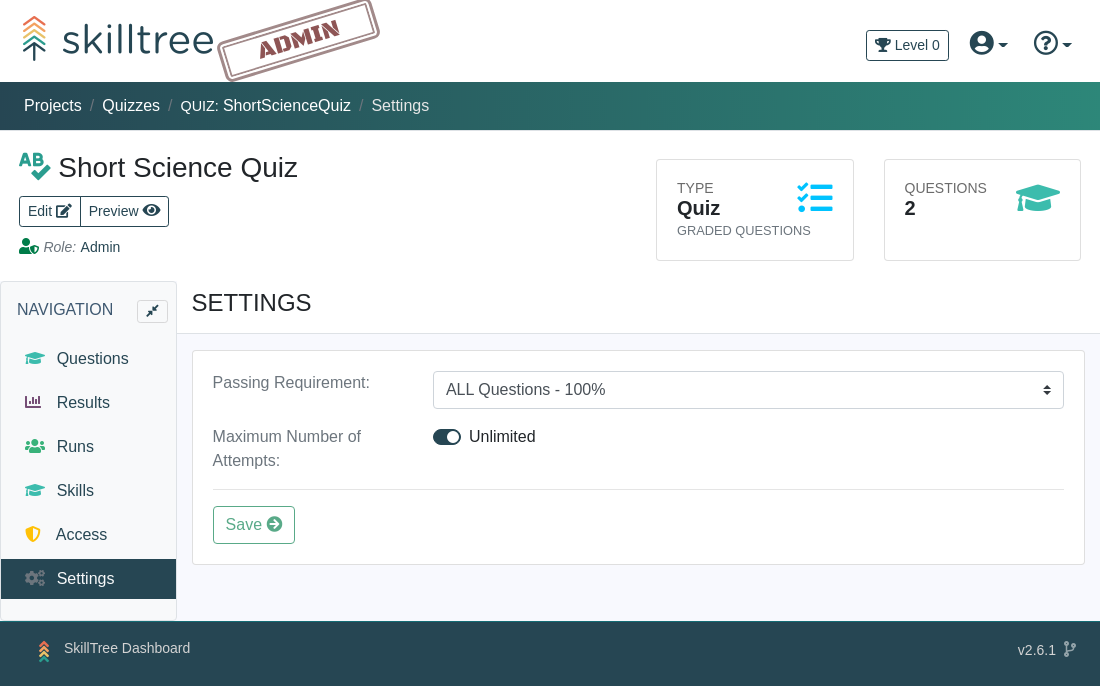 skilltree
ADMIN
Level 0
Projects / Quizzes / QUIZ: ShortScienceQuiz / Settings
AB
Short Science Quiz
Edit
Preview
Role: Admin
TYPE
Quiz
GRADED QUESTIONS
QUESTIONS
2
NAVIGATION
Questions
Results
Runs
Skills
Access
Settings
SETTINGS
Passing Requirement:
ALL Questions - 100%
Maximum Number of
Attempts:
Unlimited
Save
SkillTree Dashboard
v2.6.1